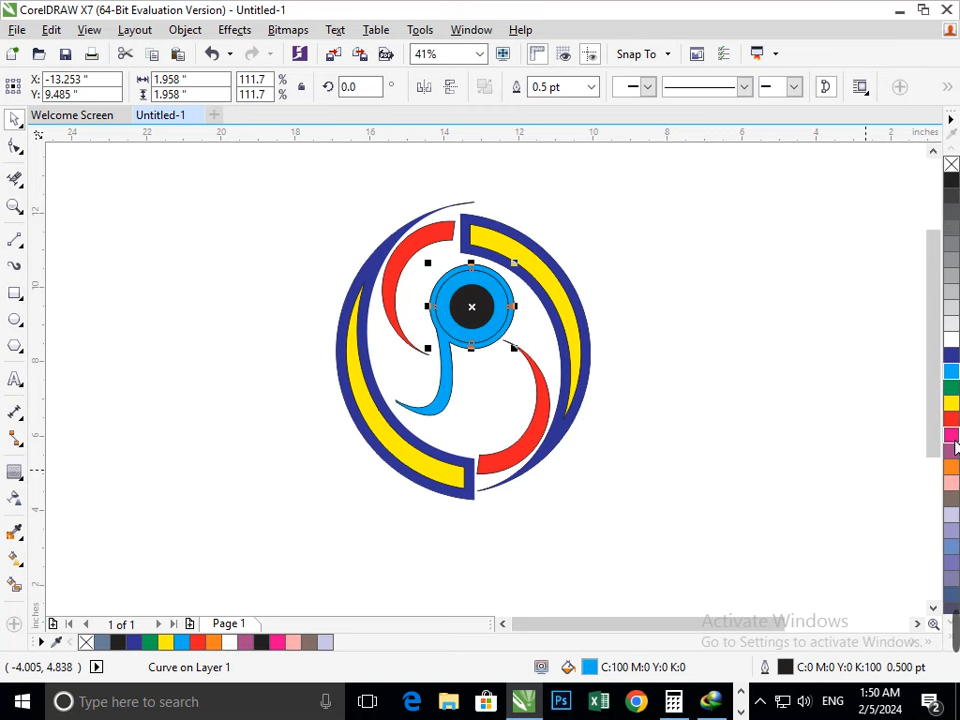 CorelDRAW X7 (64-Bit Evaluation Version) - Untitled-1
File Edit View Layout Object Effects Bitmaps Text Table Tools Window Help
41% Snap To
X: -13.253 " 1.958 " 111.7 % 0.0 ° 0.5 pt
Y: 9.485 " 1.958 " 111.7 %
Welcome Screen Untitled-1
24 22 20 18 16 14 12 10 8 6 4 2 inches
12
10
8
6
4
2
inches
1 of 1 Page 1
Activate Windows
Go to Settings to activate Windows.
(-4.005, 4.838) Curve on Layer 1 C:100 M:0 Y:0 K:0 C:0 M:0 Y:0 K:100 0.500 pt
Type here to search ENG 1:50 AM
2/5/2024 2